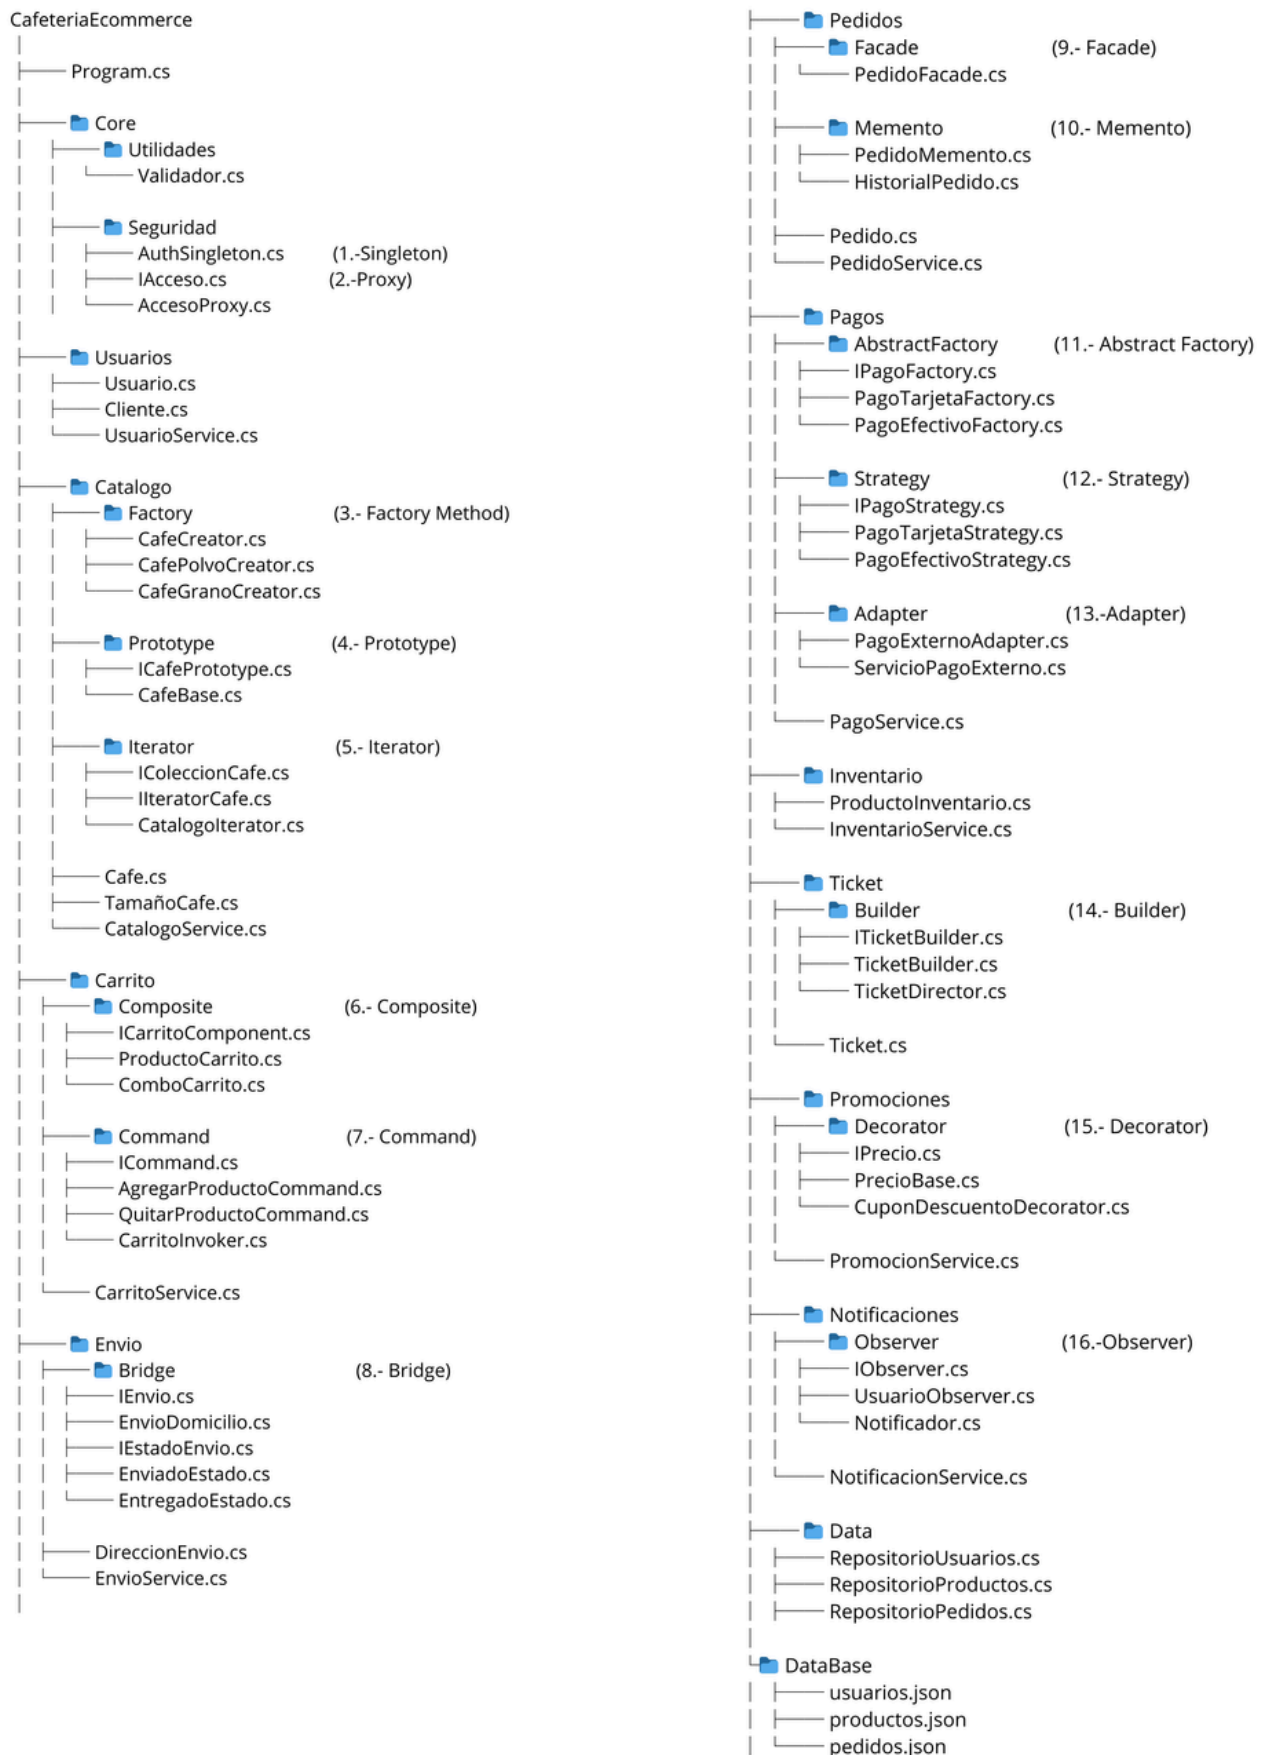 CafeteriaEcommerce
Program.cs
Core
Utilidades
Validador.cs
Seguridad
AuthSingleton.cs (1.-Singleton)
IAcceso.cs (2.-Proxy)
AccesoProxy.cs
Usuarios
Usuario.cs
Cliente.cs
UsuarioService.cs
Catalogo
Factory (3.- Factory Method)
CafeCreator.cs
CafePolvoCreator.cs
CafeGranoCreator.cs
Prototype (4.- Prototype)
ICafePrototype.cs
CafeBase.cs
Iterator (5.- Iterator)
IColeccionCafe.cs
IIteratorCafe.cs
CatalogoIterator.cs
Cafe.cs
TamañoCafe.cs
CatalogoService.cs
Carrito
Composite (6.- Composite)
ICarritoComponent.cs
ProductoCarrito.cs
ComboCarrito.cs
Command (7.- Command)
ICommand.cs
AgregarProductoCommand.cs
QuitarProductoCommand.cs
CarritoInvoker.cs
CarritoService.cs
Envio
Bridge (8.- Bridge)
IEnvio.cs
EnvioDomicilio.cs
IEstadoEnvio.cs
EnviadoEstado.cs
EntregadoEstado.cs
DireccionEnvio.cs
EnvioService.cs
Pedidos
Facade (9.- Facade)
PedidoFacade.cs
Memento (10.- Memento)
PedidoMemento.cs
HistorialPedido.cs
Pedido.cs
PedidoService.cs
Pagos
AbstractFactory (11.- Abstract Factory)
IPagoFactory.cs
PagoTarjetaFactory.cs
PagoEfectivoFactory.cs
Strategy (12.- Strategy)
IPagoStrategy.cs
PagoTarjetaStrategy.cs
PagoEfectivoStrategy.cs
Adapter (13.-Adapter)
PagoExternoAdapter.cs
ServicioPagoExterno.cs
PagoService.cs
Inventario
ProductoInventario.cs
InventarioService.cs
Ticket
Builder (14.- Builder)
ITicketBuilder.cs
TicketBuilder.cs
TicketDirector.cs
Ticket.cs
Promociones
Decorator (15.- Decorator)
IPrecio.cs
PrecioBase.cs
CuponDescuentoDecorator.cs
PromocionService.cs
Notificaciones
Observer (16.-Observer)
IObserver.cs
UsuarioObserver.cs
Notificador.cs
NotificacionService.cs
Data
RepositorioUsuarios.cs
RepositorioProductos.cs
RepositorioPedidos.cs
DataBase
usuarios.json
productos.json
pedidos.json